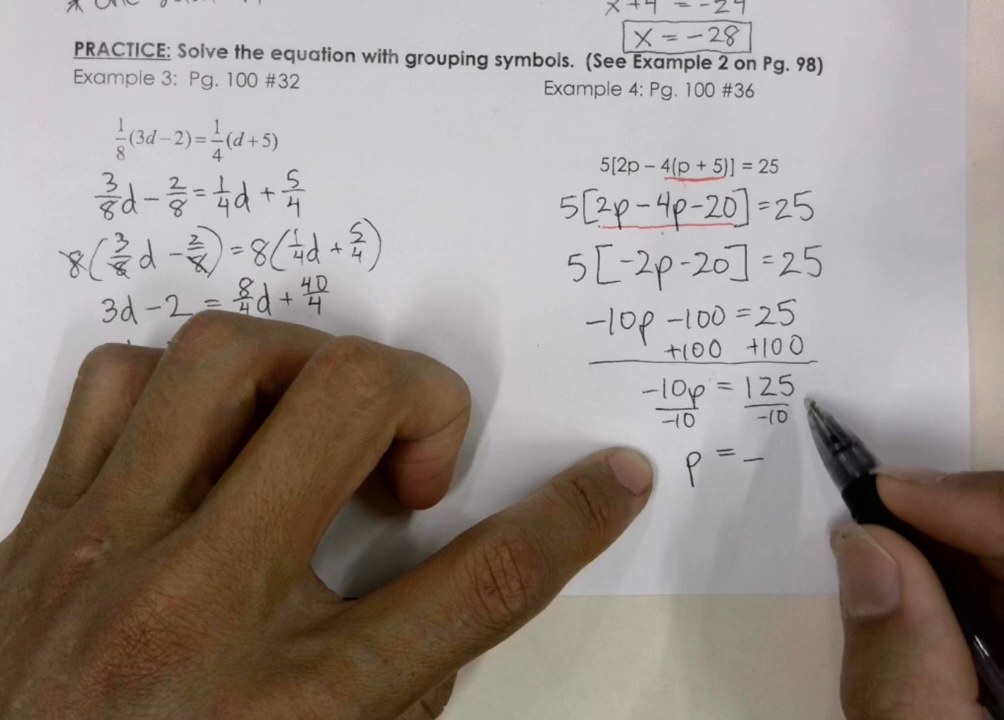 x + 4 = -24
x = -28
PRACTICE: Solve the equation with grouping symbols. (See Example 2 on Pg. 98)
Example 3: Pg. 100 #32
1/8(3d - 2) = 1/4(d + 5)
3/8d - 2/8 = 1/4d + 5/4
8(3/8d - 2/8) = 8(1/4d + 5/4)
3d - 2 = 8/4d + 40/4
Example 4: Pg. 100 #36
5[2p - 4(p + 5)] = 25
5[2p - 4p - 20] = 25
5[-2p - 20] = 25
-10p - 100 = 25
+100 +100
-10p = 125
-10 -10
p = -